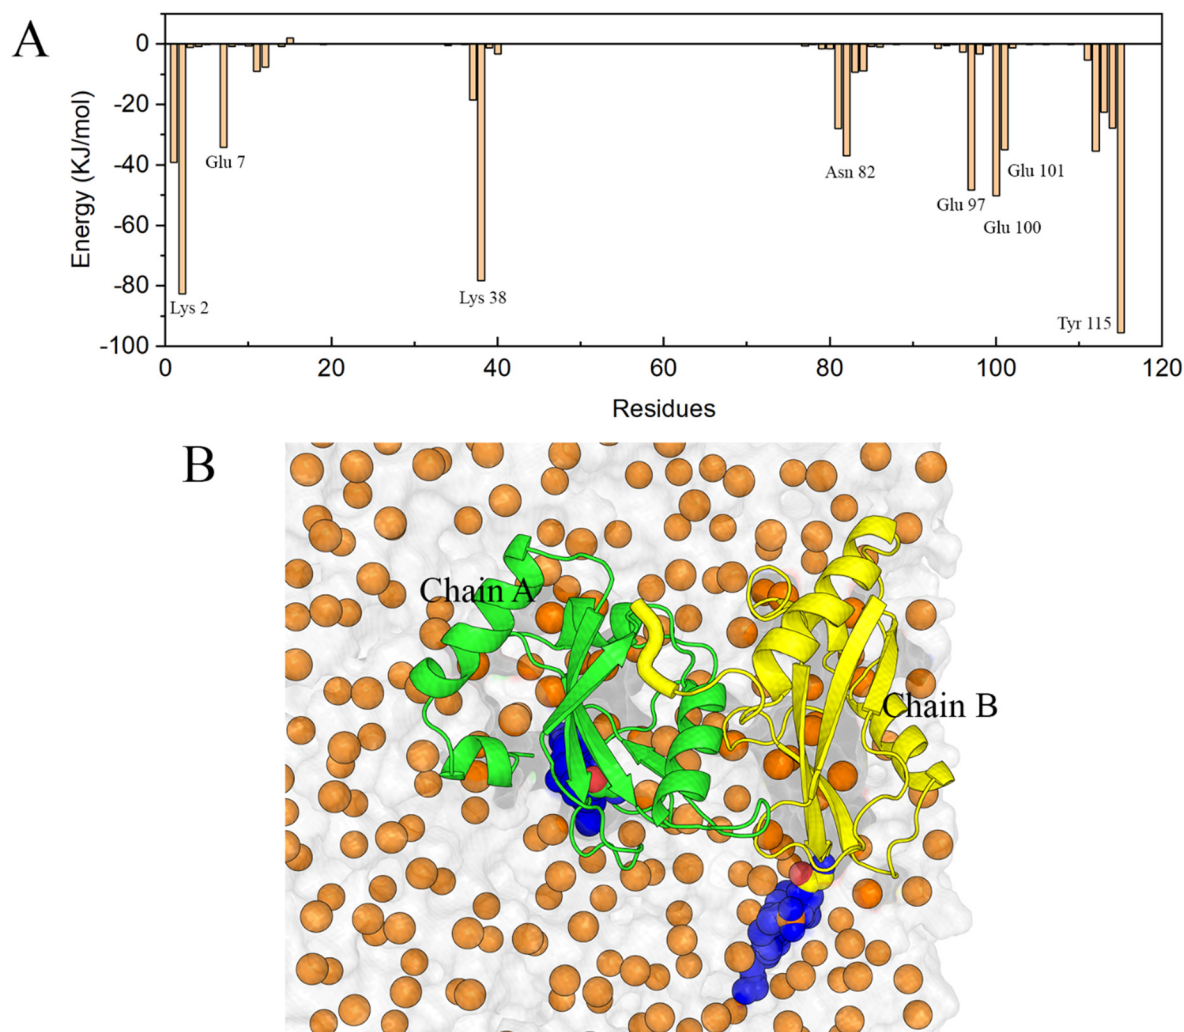 A
0
-20
-40
-60
-80
-100
Energy (KJ/mol)
Glu 7
Asn 82
Glu 101
Glu 97
Glu 100
Lys 2
Lys 38
Tyr 115
0 20 40 60 80 100 120
Residues
B
Chain A
Chain B